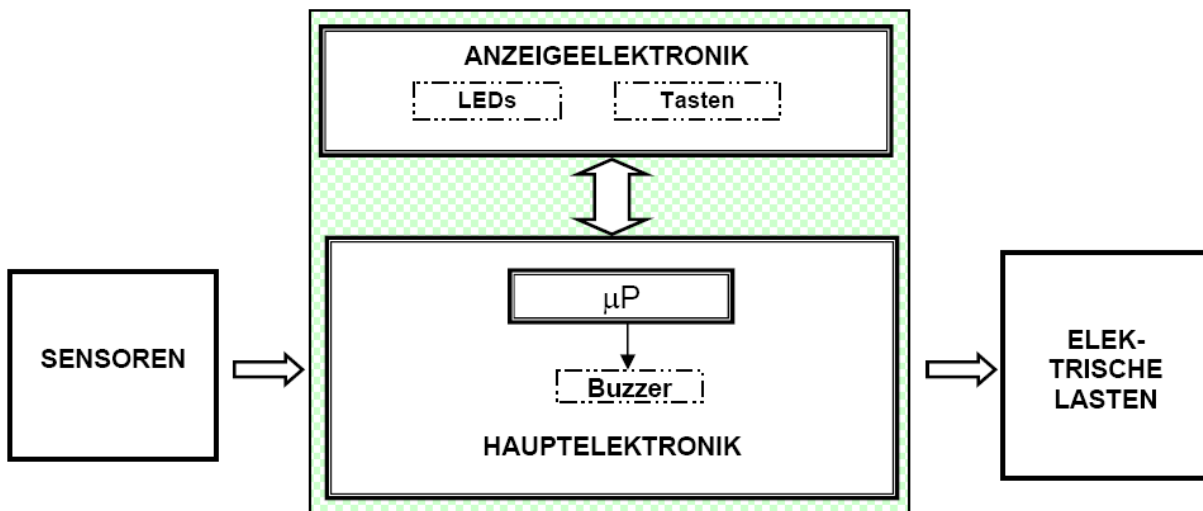 ANZEIGEELEKTRONIK
LEDs
Tasten
SENSOREN
μP
Buzzer
HAUPTELEKTRONIK
ELEK-
TRISCHE
LASTEN